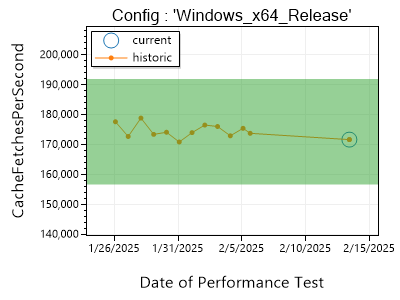 Config : 'Windows_x64_Release'
current
historic
CacheFetchesPerSecond
200,000
190,000
180,000
170,000
160,000
150,000
140,000
1/26/2025
1/31/2025
2/5/2025
2/10/2025
2/15/2025
Date of Performance Test